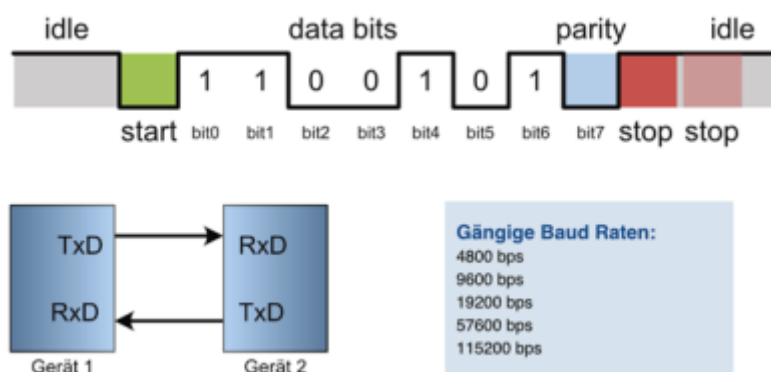 idle data bits parity idle
1 1 0 0 1 0 1
start bit0 bit1 bit2 bit3 bit4 bit5 bit6 bit7 stop stop
TxD RxD
RxD TxD
Gerät 1 Gerät 2
Gängige Baud Raten:
4800 bps
9600 bps
19200 bps
57600 bps
115200 bps